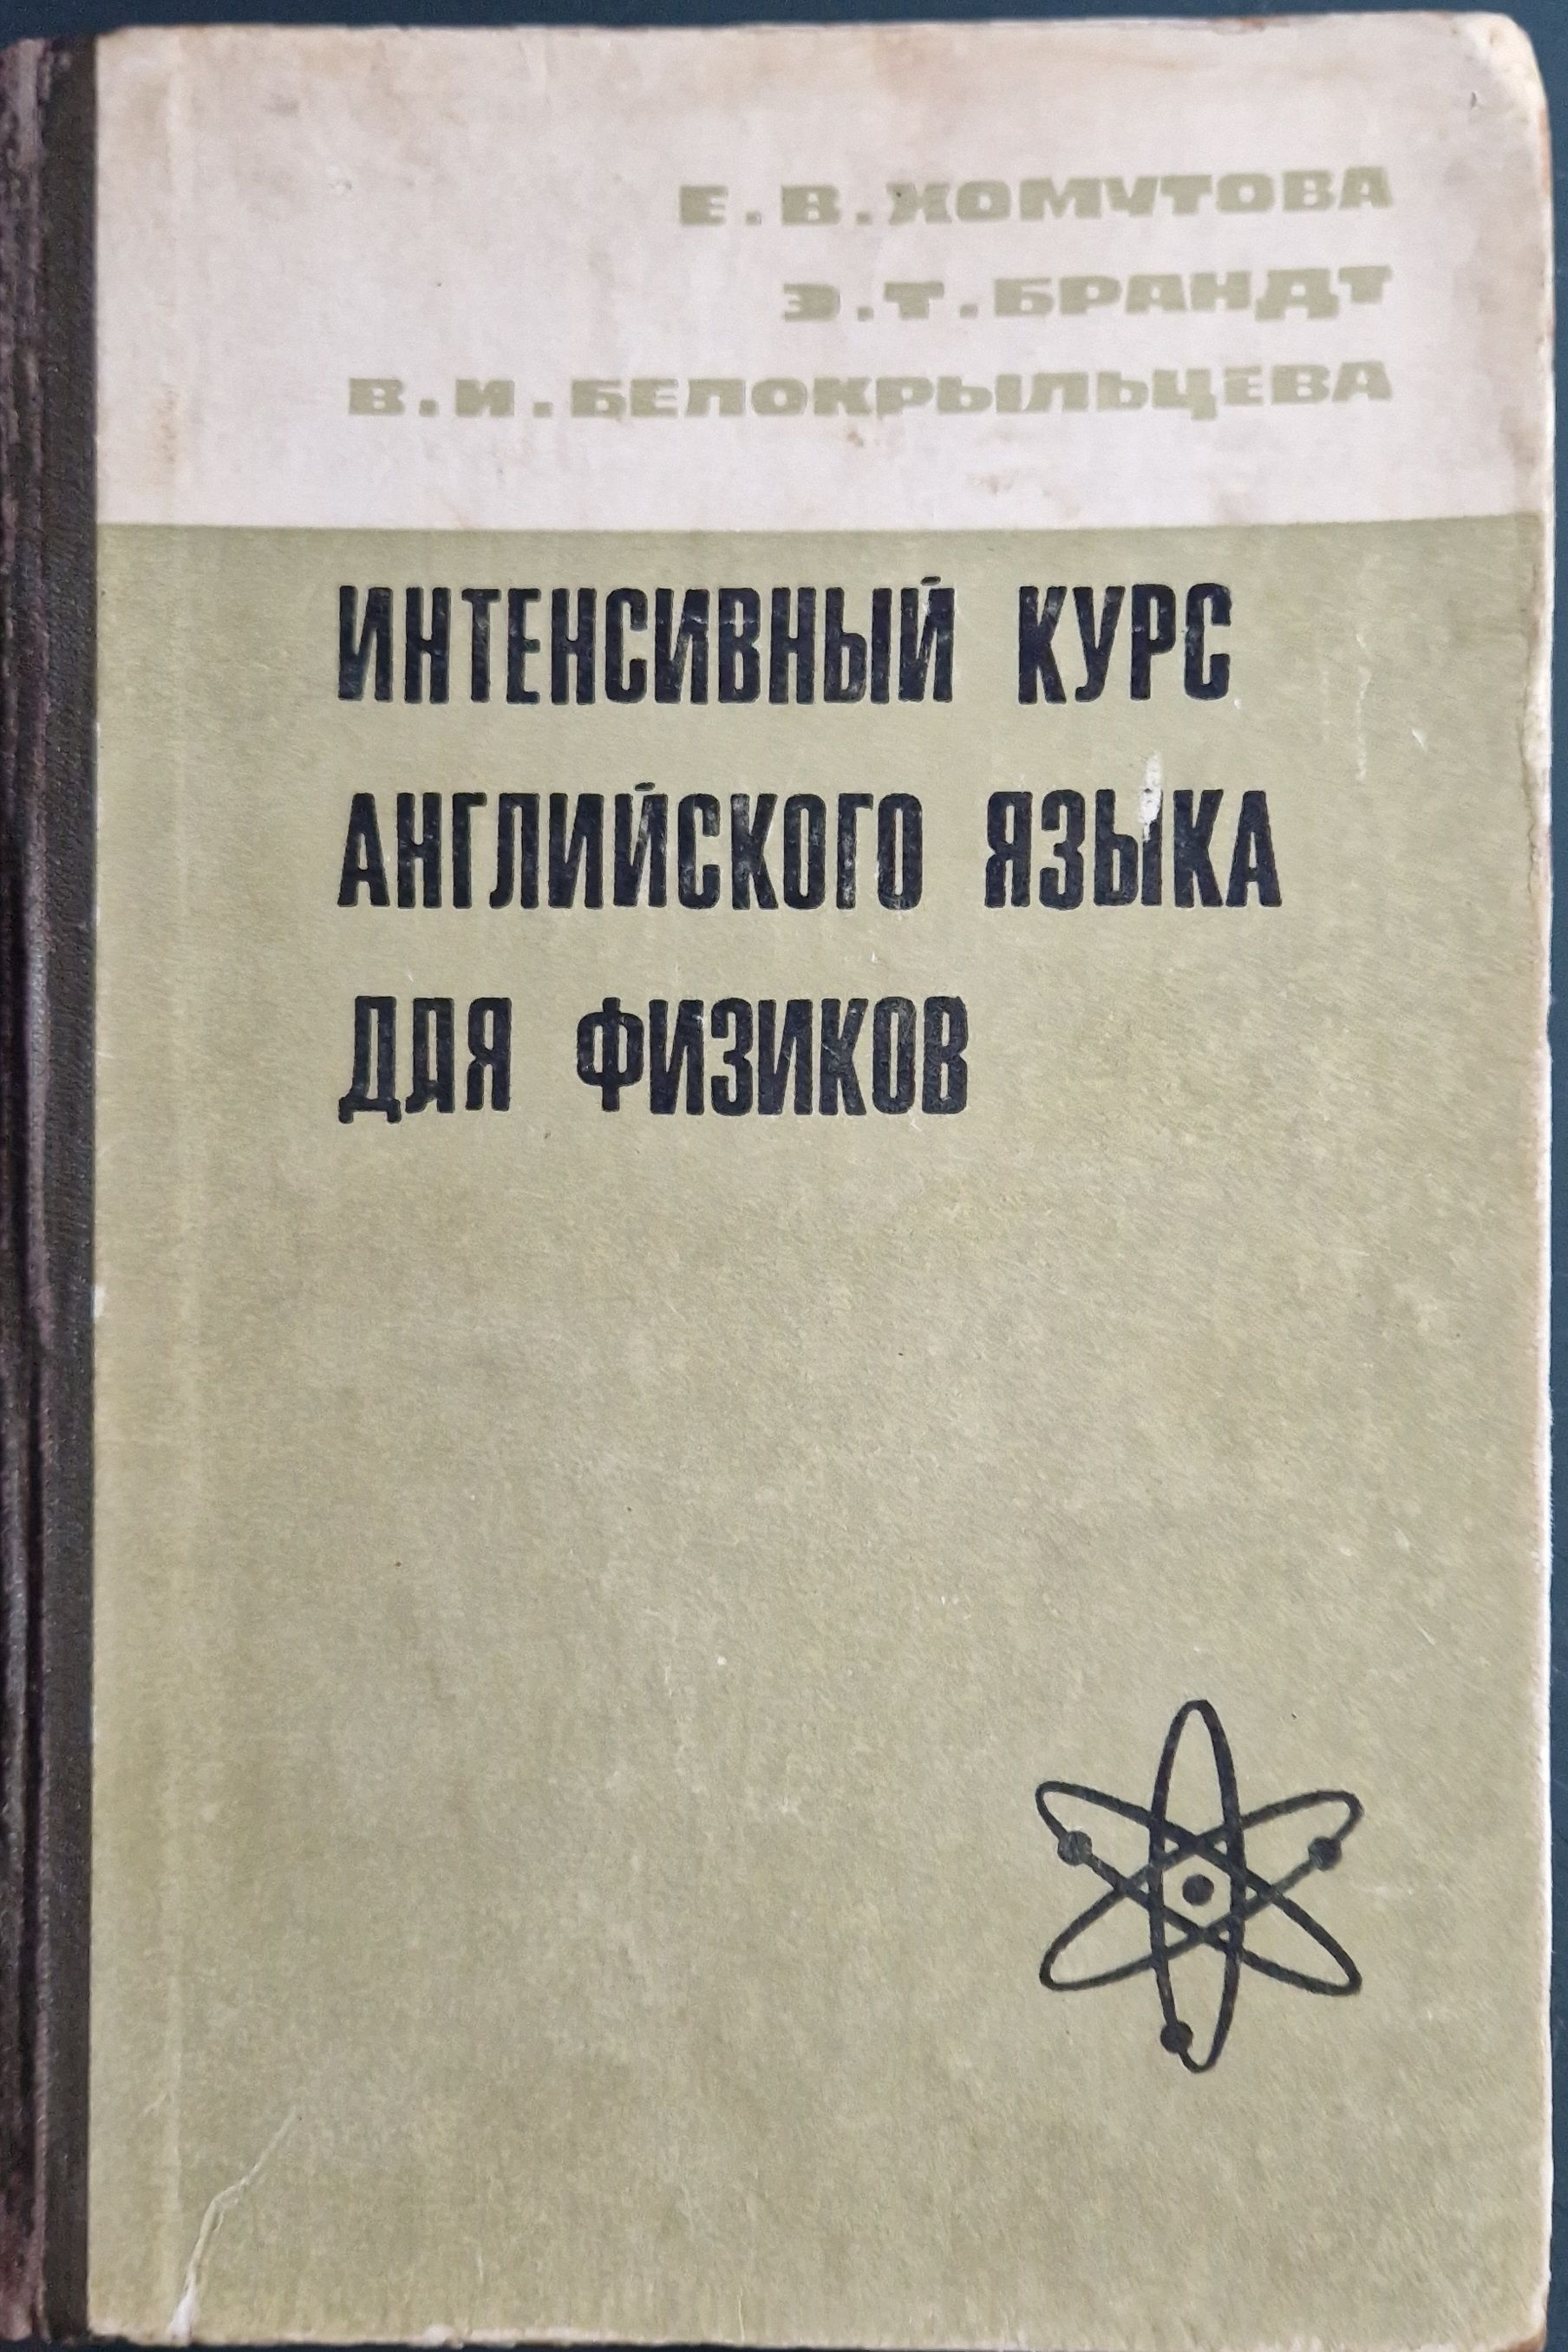 Е.В.ХОМУТОВА
Э.Т.БРАНДТ
В.И.БЕЛОКРЫЛЬЦЕВА
ИНТЕНСИВНЫЙ КУРС
АНГЛИЙСКОГО ЯЗЫКА
ДЛЯ ФИЗИКОВ